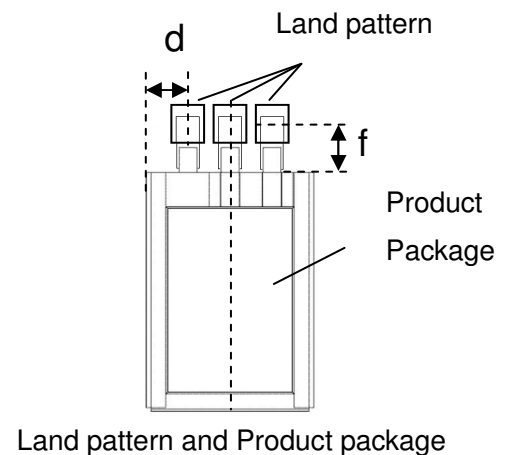 Land pattern
d
f
Product
Package
Land pattern and Product package